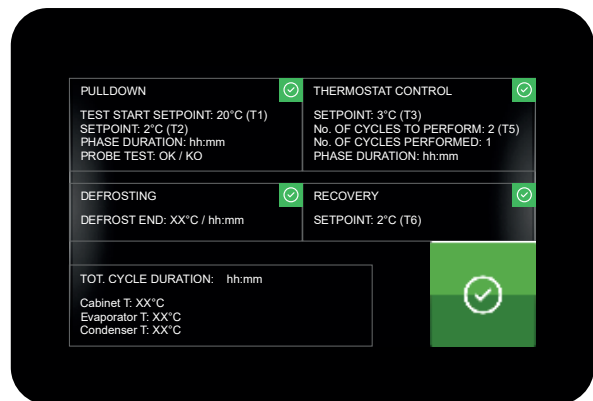 PULLDOWN
TEST START SETPOINT: 20°C (T1)
SETPOINT: 2°C (T2)
PHASE DURATION: hh:mm
PROBE TEST: OK / KO
THERMOSTAT CONTROL
SETPOINT: 3°C (T3)
No. OF CYCLES TO PERFORM: 2 (T5)
No. OF CYCLES PERFORMED: 1
PHASE DURATION: hh:mm
DEFROSTING
DEFROST END: XX°C / hh:mm
RECOVERY
SETPOINT: 2°C (T6)
TOT. CYCLE DURATION: hh:mm
Cabinet T: XX°C
Evaporator T: XX°C
Condenser T: XX°C